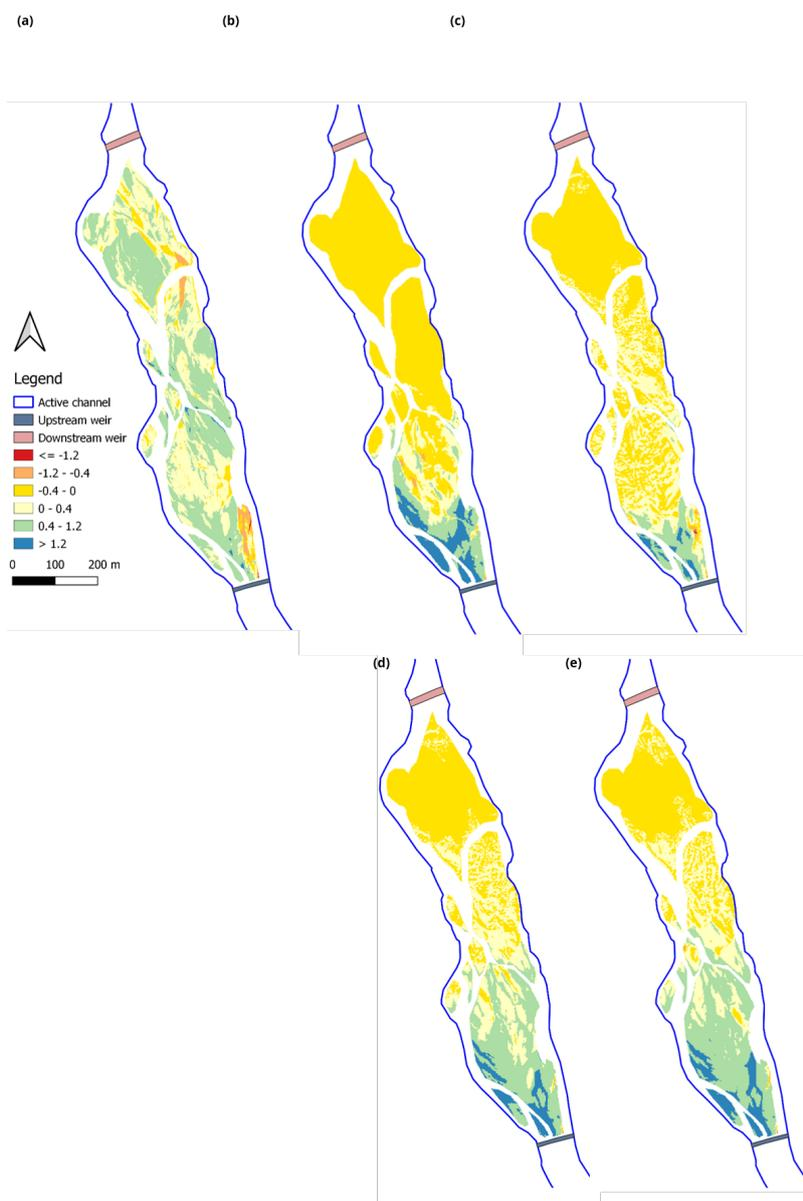 (a)
(b)
(c)
Legend
Active channel
Upstream weir
Downstream weir
<= -1.2
-1.2 - -0.4
-0.4 - 0
0 - 0.4
0.4 - 1.2
> 1.2
0 100 200 m
(d)
(e)